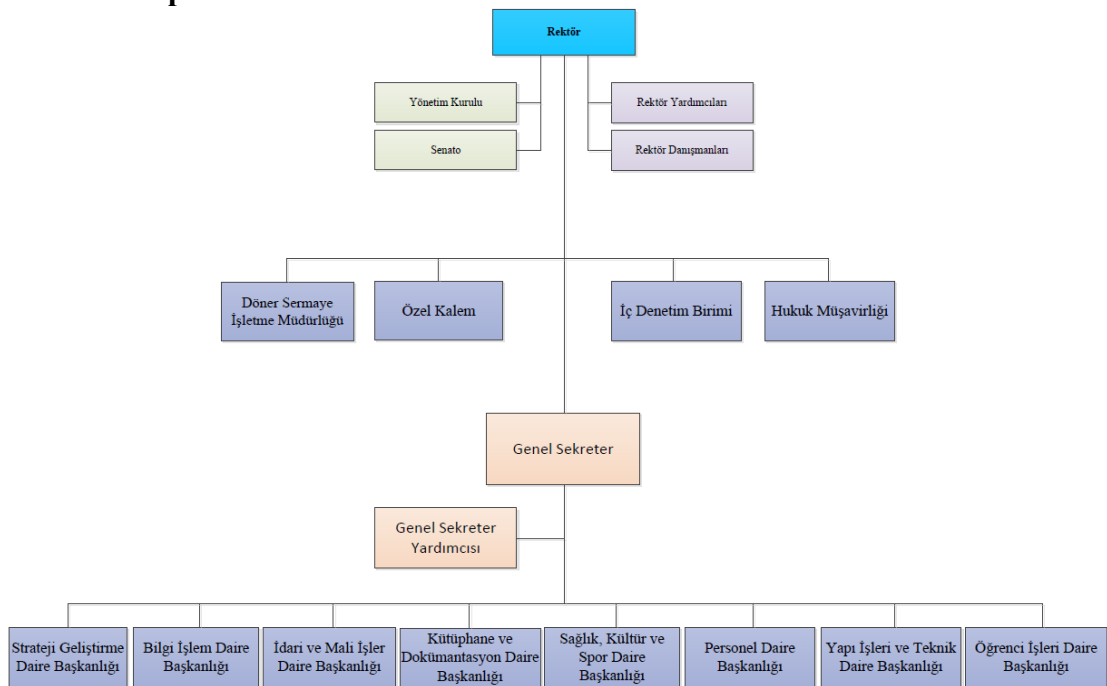 p
Rektör
Yönetim Kurulu
Rektör Yardımcıları
Senato
Rektör Danışmanları
Döner Sermaye
İşletme Müdürlüğü
Özel Kalem
İç Denetim Birimi
Hukuk Müşavirliği
Genel Sekreter
Genel Sekreter
Yardımcısı
Strateji Geliştirme
Daire Başkanlığı
Bilgi İşlem Daire
Başkanlığı
İdari ve Mali İşler
Daire Başkanlığı
Kütüphane ve
Dokümantasyon Daire
Başkanlığı
Sağlık, Kültür ve
Spor Daire
Başkanlığı
Personel Daire
Başkanlığı
Yapı İşleri ve Teknik
Daire Başkanlığı
Öğrenci İşleri Daire
Başkanlığı